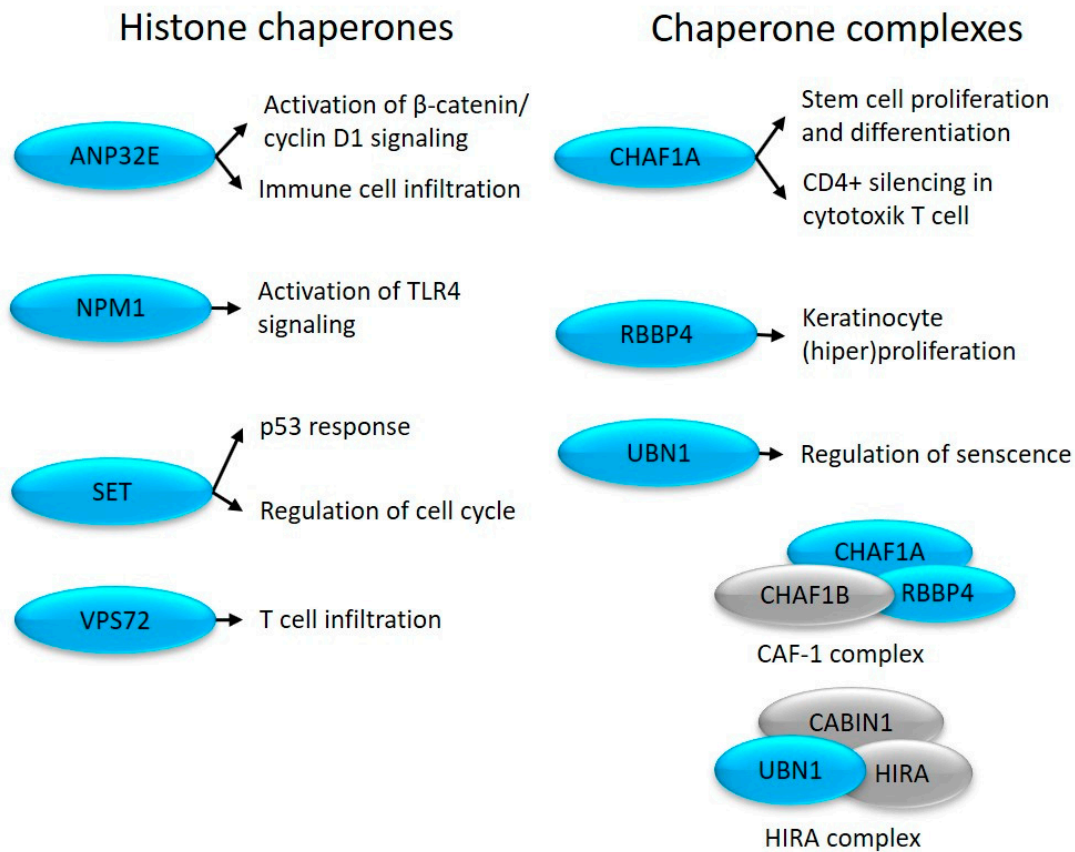 Histone chaperones
ANP32E
Activation of β-catenin/
cyclin D1 signaling
Immune cell infiltration
NPM1
Activation of TLR4
signaling
SET
p53 response
Regulation of cell cycle
VPS72
T cell infiltration
Chaperone complexes
CHAF1A
Stem cell proliferation
and differentiation
CD4+ silencing in
cytotoxik T cell
RBBP4
Keratinocyte
(hiper)proliferation
UBN1
Regulation of senscence
CHAF1A
CHAF1B
RBBP4
CAF-1 complex
CABIN1
UBN1
HIRA
HIRA complex